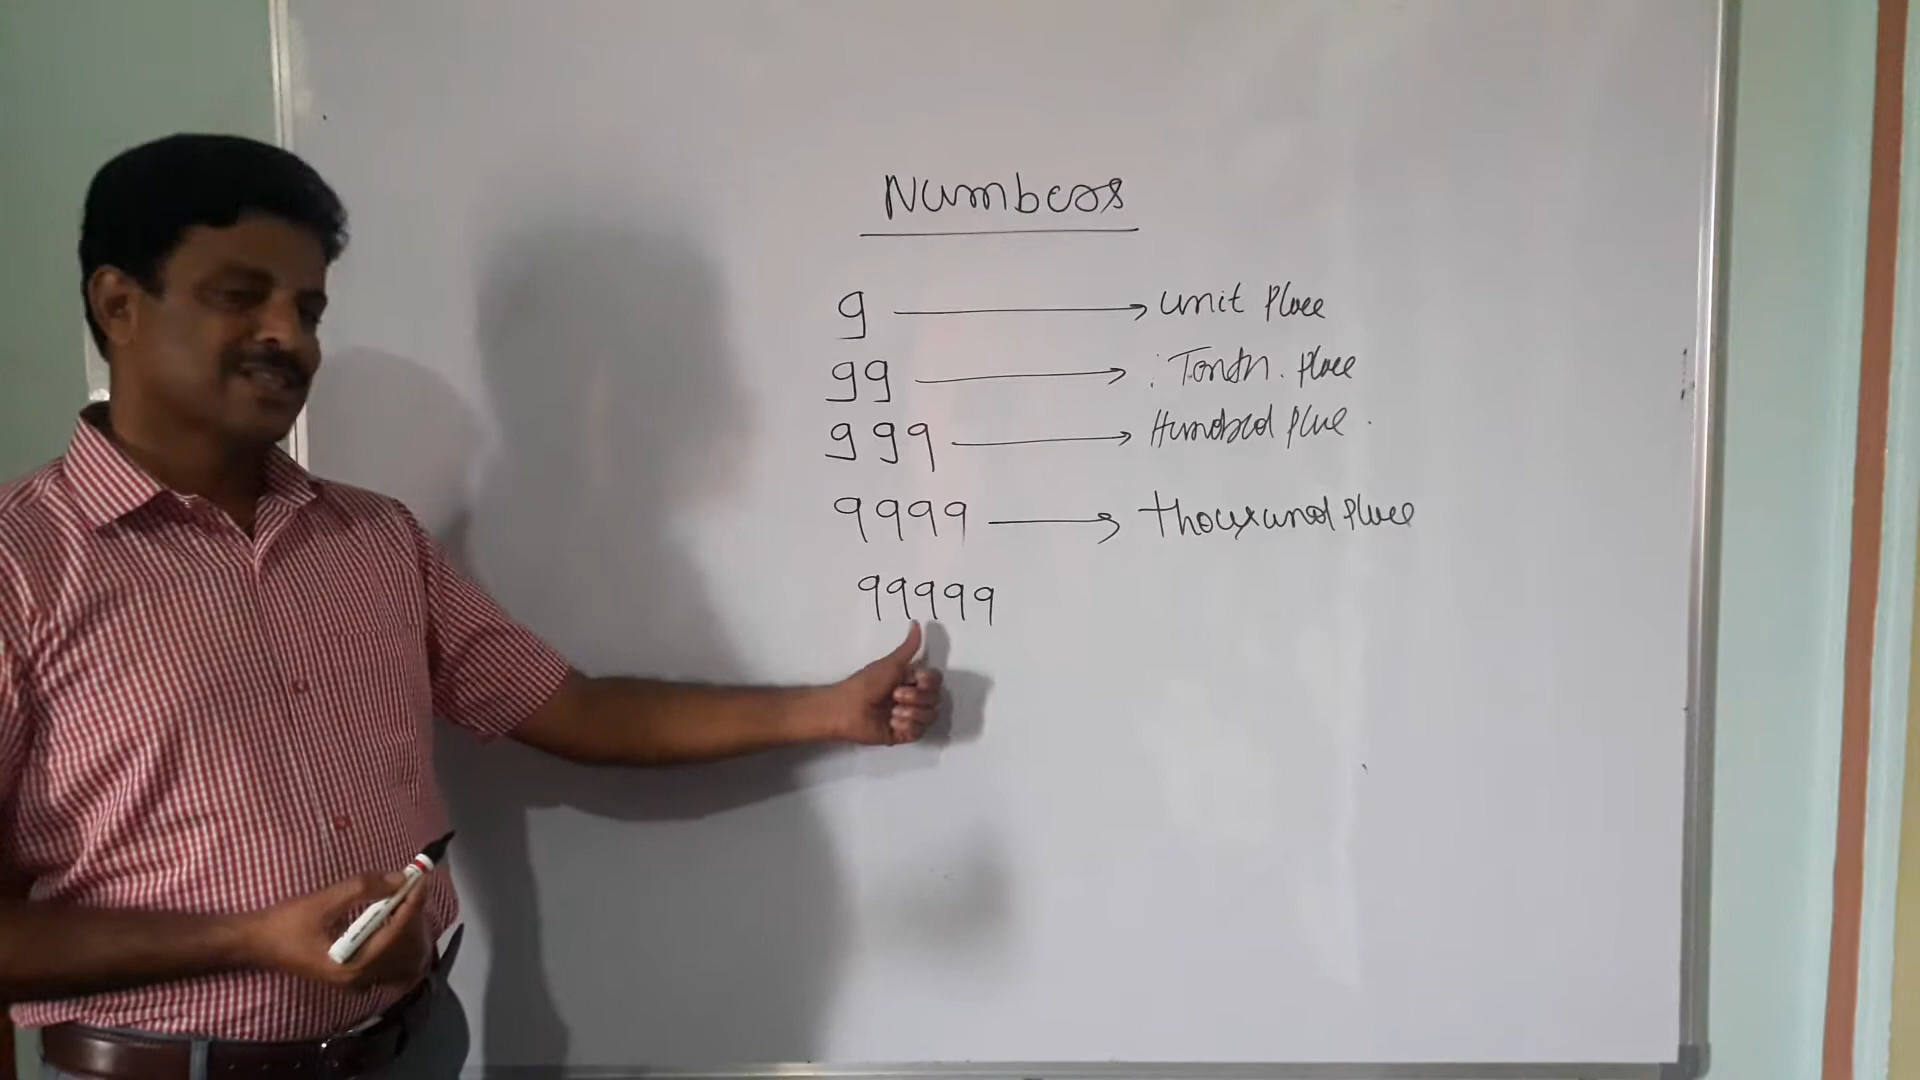 Numbers
9 → unit place
99 → : Tenth. place
999 → Hundred place .
9999 → thousand place
99999